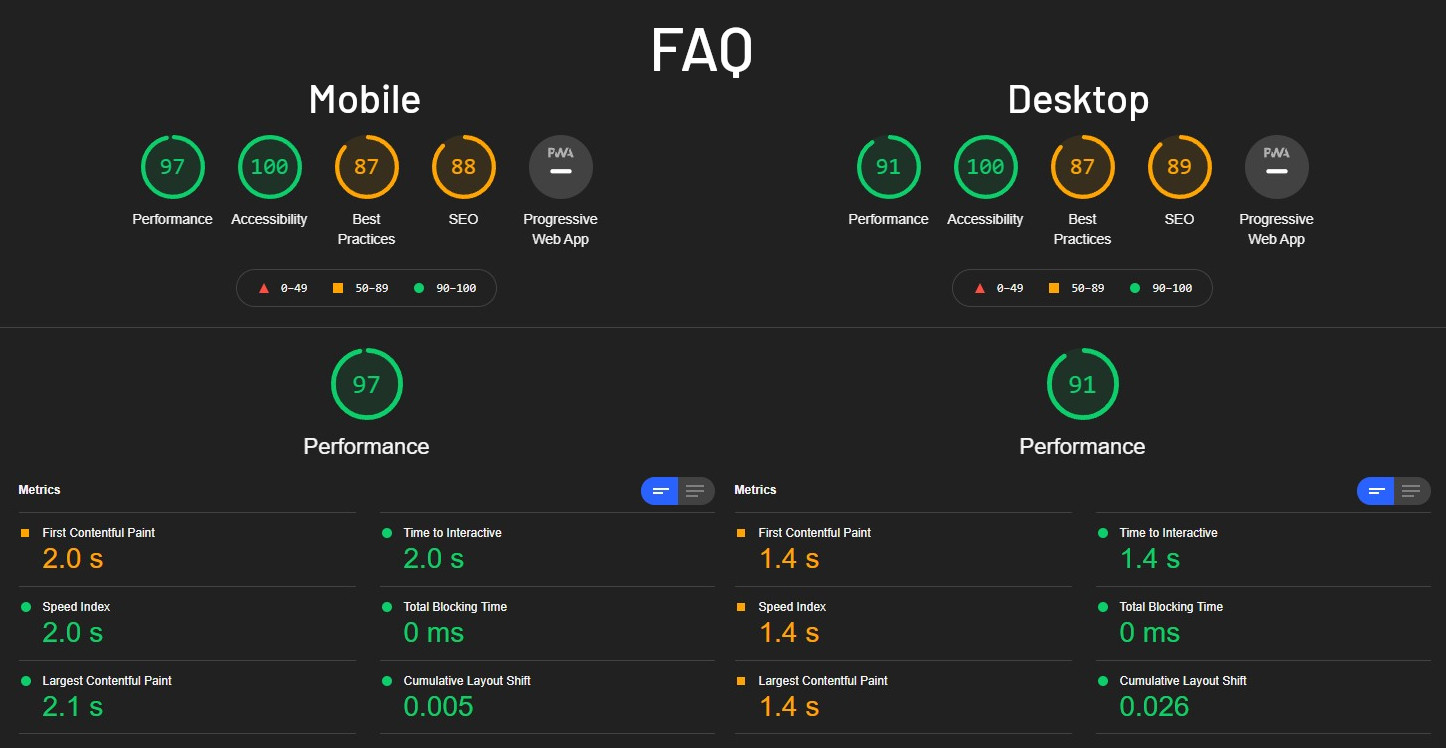 FAQ
Mobile
97 100 87 88 PWA
Performance Accessibility Best Practices SEO Progressive Web App
0–49 50–89 90–100
97
Performance
Metrics
First Contentful Paint
2.0 s
Time to Interactive
2.0 s
Speed Index
2.0 s
Total Blocking Time
0 ms
Largest Contentful Paint
2.1 s
Cumulative Layout Shift
0.005
Desktop
91 100 87 89 PWA
Performance Accessibility Best Practices SEO Progressive Web App
0–49 50–89 90–100
91
Performance
Metrics
First Contentful Paint
1.4 s
Time to Interactive
1.4 s
Speed Index
1.4 s
Total Blocking Time
0 ms
Largest Contentful Paint
1.4 s
Cumulative Layout Shift
0.026